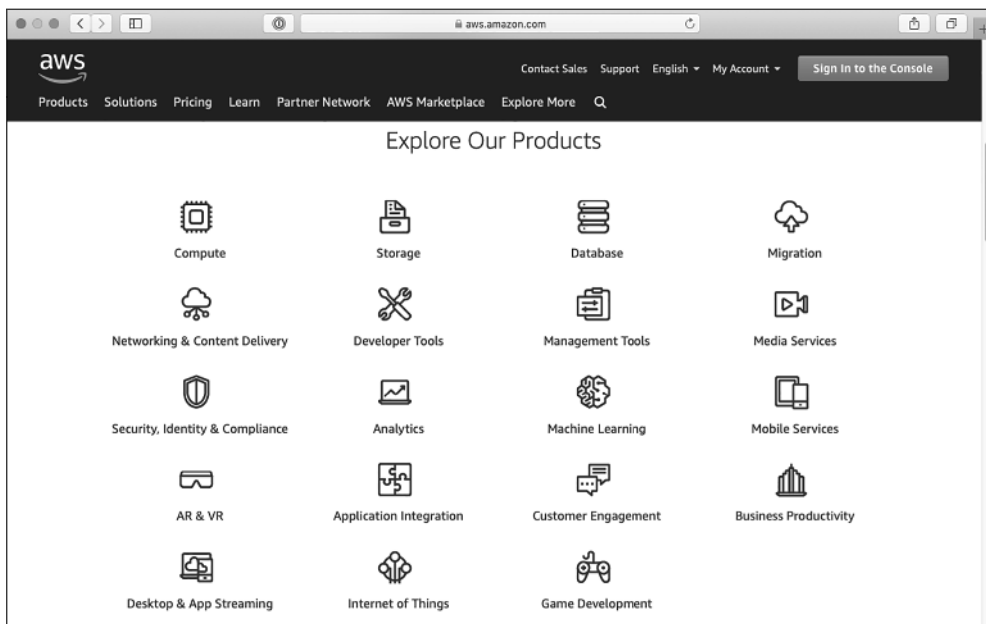 aws.amazon.com
aws
Contact Sales Support English My Account Sign In to the Console
Products Solutions Pricing Learn Partner Network AWS Marketplace Explore More
Explore Our Products
Compute Storage Database Migration
Networking & Content Delivery Developer Tools Management Tools Media Services
Security, Identity & Compliance Analytics Machine Learning Mobile Services
AR & VR Application Integration Customer Engagement Business Productivity
Desktop & App Streaming Internet of Things Game Development